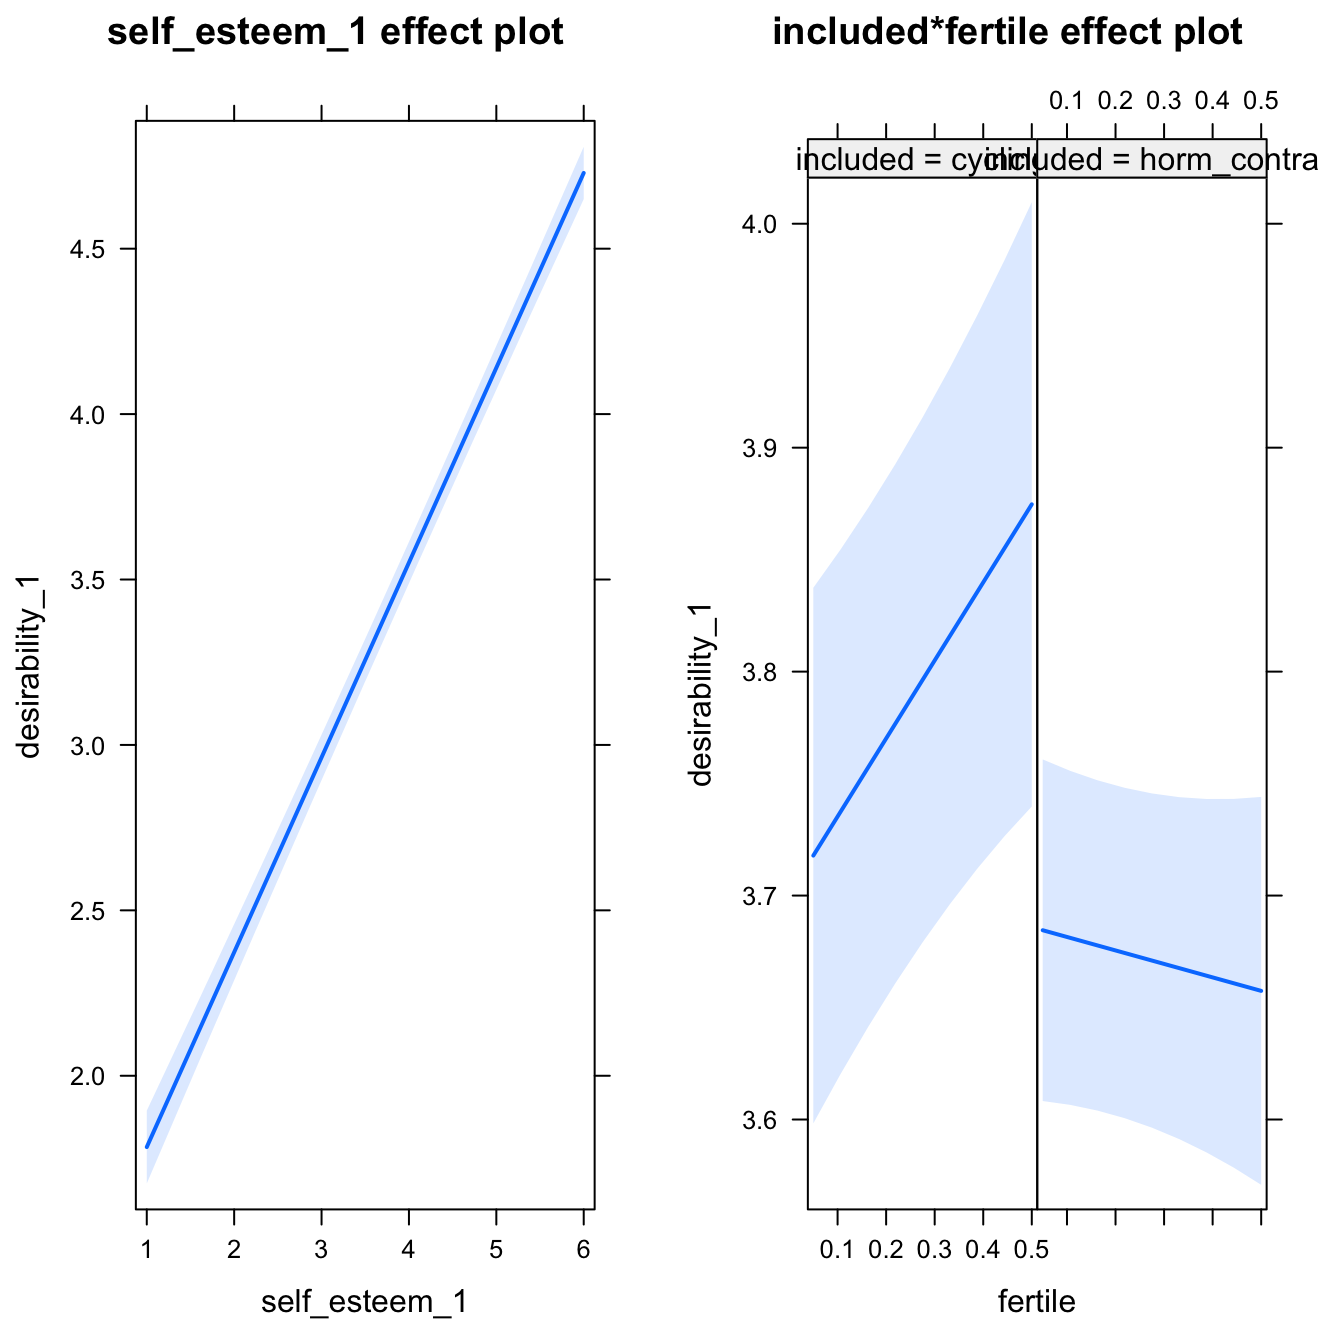 self_esteem_1 effect plot
4.5
4.0
3.5
3.0
2.5
2.0
desirability_1
1 2 3 4 5 6
self_esteem_1
included*fertile effect plot
0.1 0.2 0.3 0.4 0.5
included = included = horm_contra
4.0
3.9
3.8
3.7
3.6
desirability_1
0.1 0.2 0.3 0.4 0.5
fertile